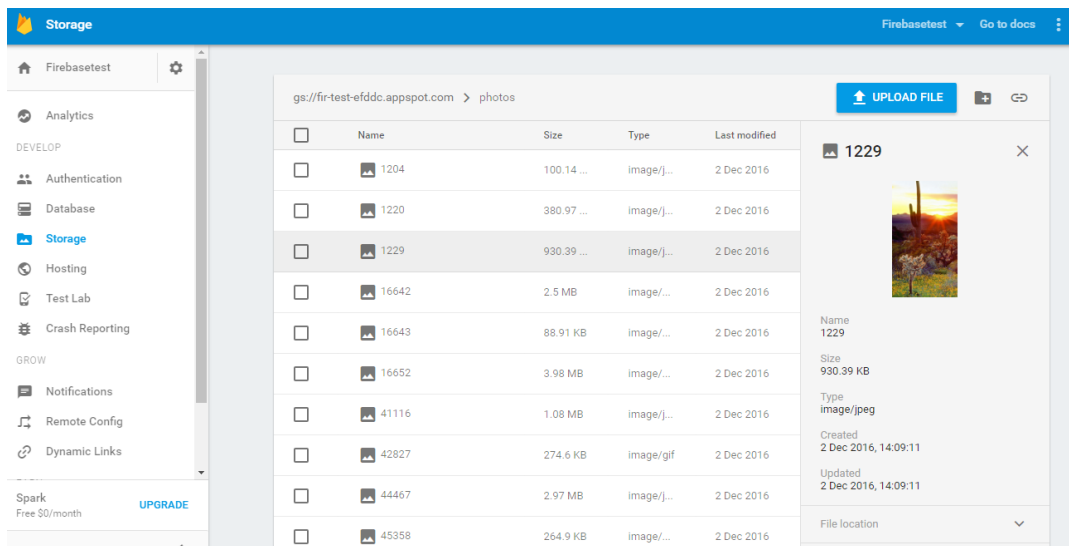 Storage
Firebasetest
Go to docs
Firebasetest
Analytics
DEVELOP
Authentication
Database
Storage
Hosting
Test Lab
Crash Reporting
GROW
Notifications
Remote Config
Dynamic Links
Spark
Free $0/month
UPGRADE
gs://fir-test-efddc.appspot.com > photos
UPLOAD FILE
Name Size Type Last modified
1204 100.14 ... image/j... 2 Dec 2016
1220 380.97 ... image/j... 2 Dec 2016
1229 930.39 ... image/j... 2 Dec 2016
16642 2.5 MB image/... 2 Dec 2016
16643 88.91 KB image/... 2 Dec 2016
16652 3.98 MB image/... 2 Dec 2016
41116 1.08 MB image/j... 2 Dec 2016
42827 274.6 KB image/gif 2 Dec 2016
44467 2.97 MB image/j... 2 Dec 2016
45358 264.9 KB image/... 2 Dec 2016
1229
Name
1229
Size
930.39 KB
Type
image/jpeg
Created
2 Dec 2016, 14:09:11
Updated
2 Dec 2016, 14:09:11
File location